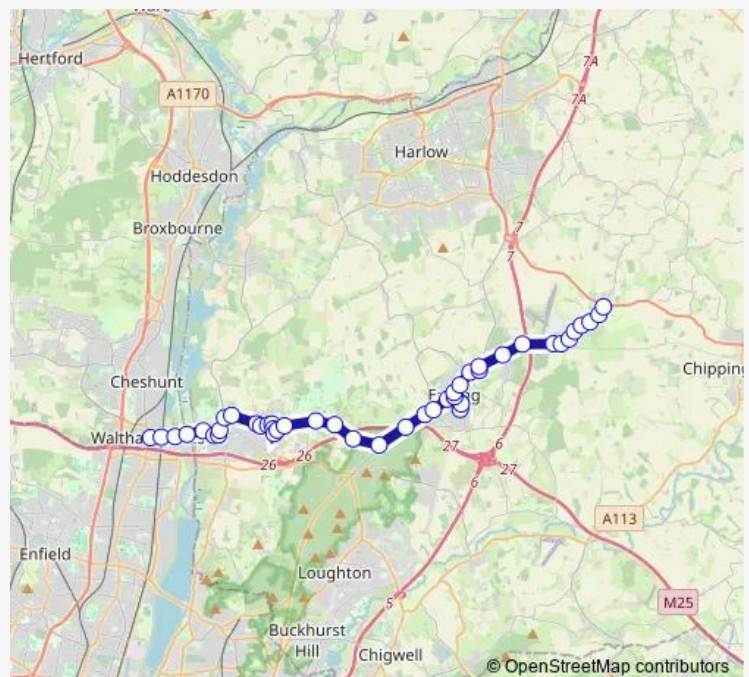 Hertford
A1170
7A
7A
Harlow
Hoddesdon
Broxbourne
7
7
Cheshunt
Chipping
Waltha
26
26
27
6
27
6
A113
Enfield
Loughton
5
M25
Buckhurst
Hill
Chigwell
© OpenStreetMap contributors